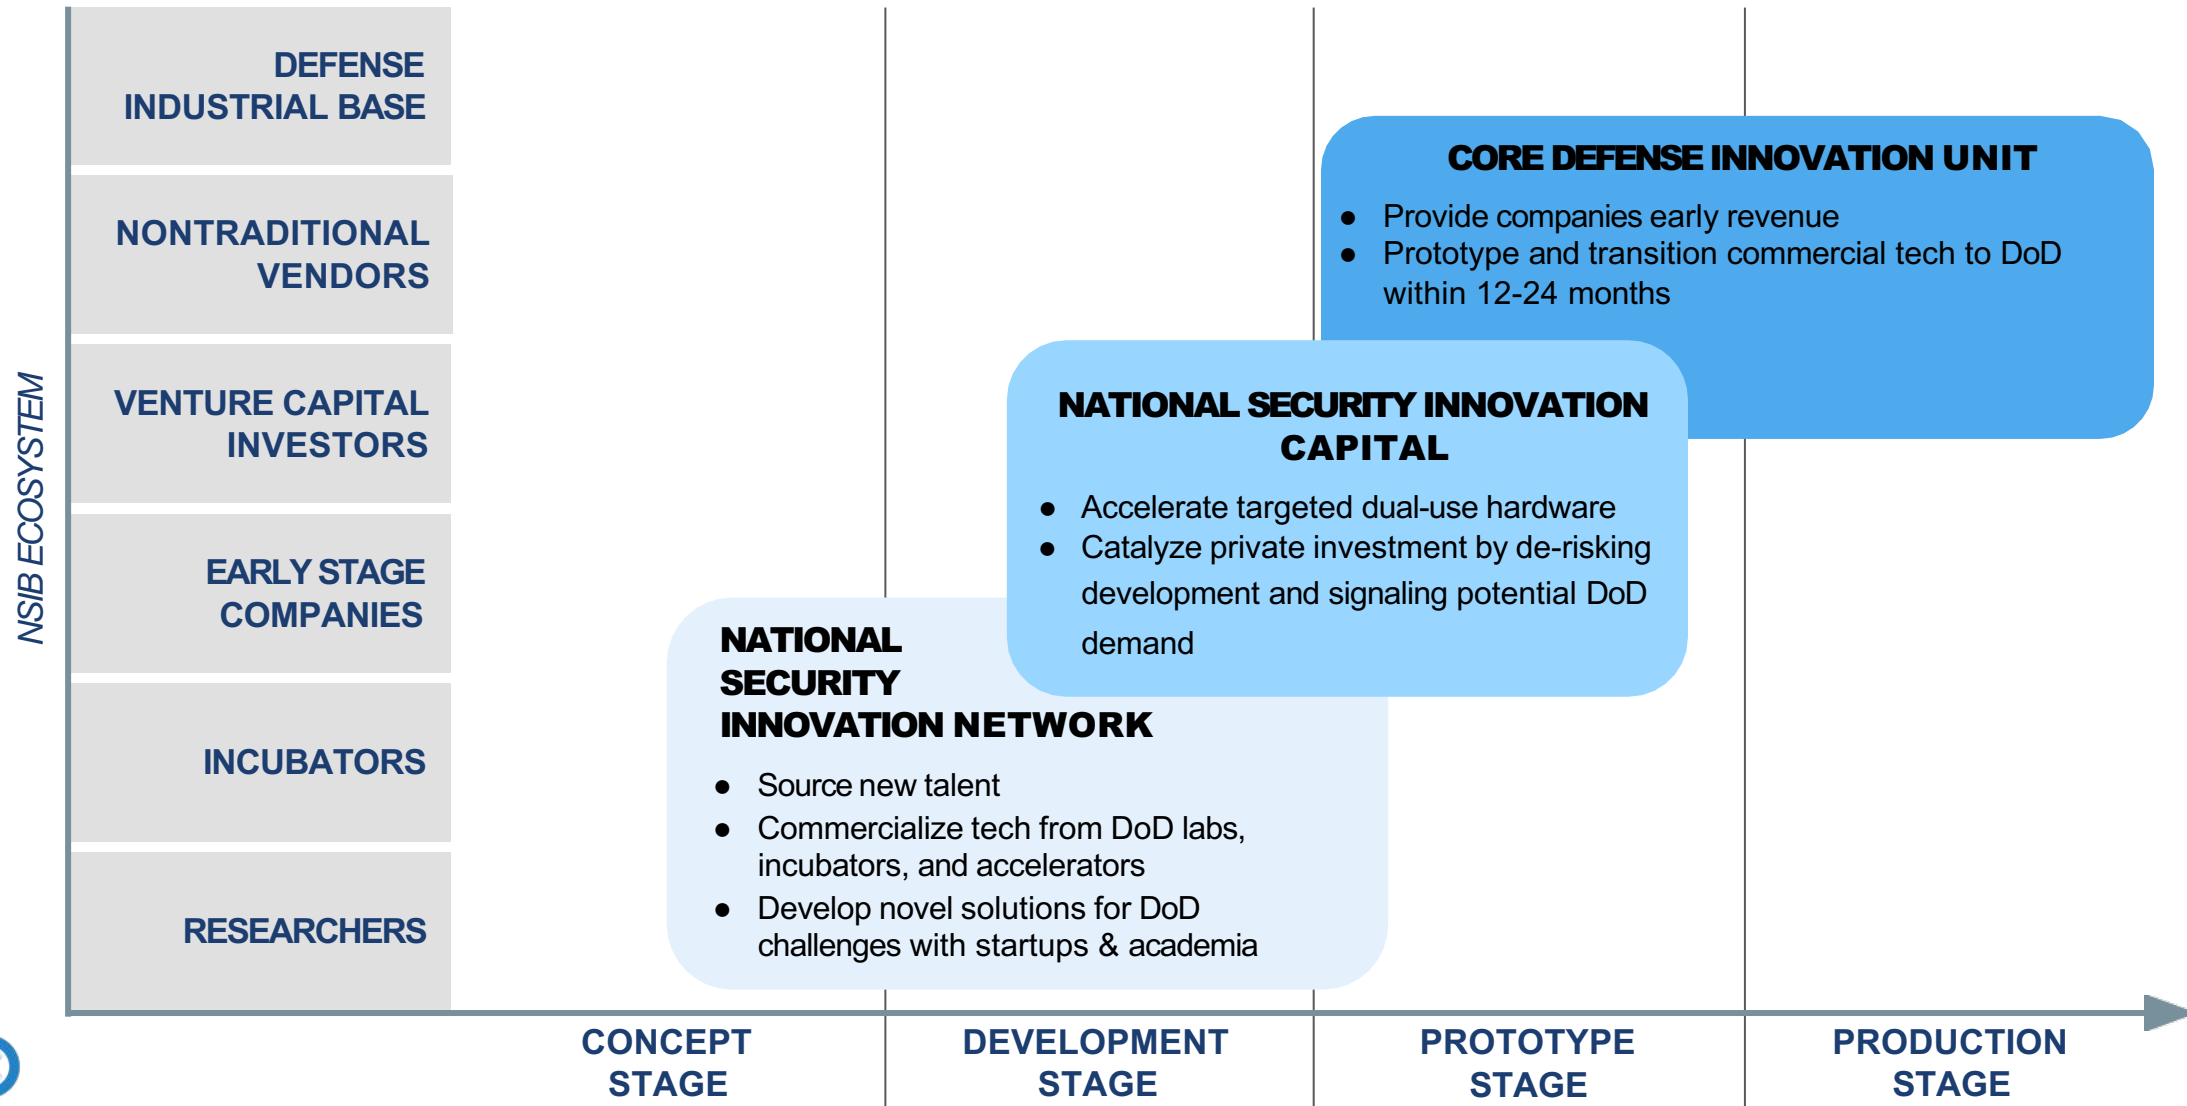 NSIB ECOSYSTEM
DEFENSE
INDUSTRIAL BASE
NONTRADITIONAL
VENDORS
VENTURE CAPITAL
INVESTORS
EARLY STAGE
COMPANIES
INCUBATORS
RESEARCHERS
CORE DEFENSE INNOVATION UNIT
● Provide companies early revenue
● Prototype and transition commercial tech to DoD
within 12-24 months
NATIONAL SECURITY INNOVATION
CAPITAL
● Accelerate targeted dual-use hardware
● Catalyze private investment by de-risking
development and signaling potential DoD
demand
NATIONAL
SECURITY
INNOVATION NETWORK
● Source new talent
● Commercialize tech from DoD labs,
incubators, and accelerators
● Develop novel solutions for DoD
challenges with startups & academia
CONCEPT
STAGE
DEVELOPMENT
STAGE
PROTOTYPE
STAGE
PRODUCTION
STAGE